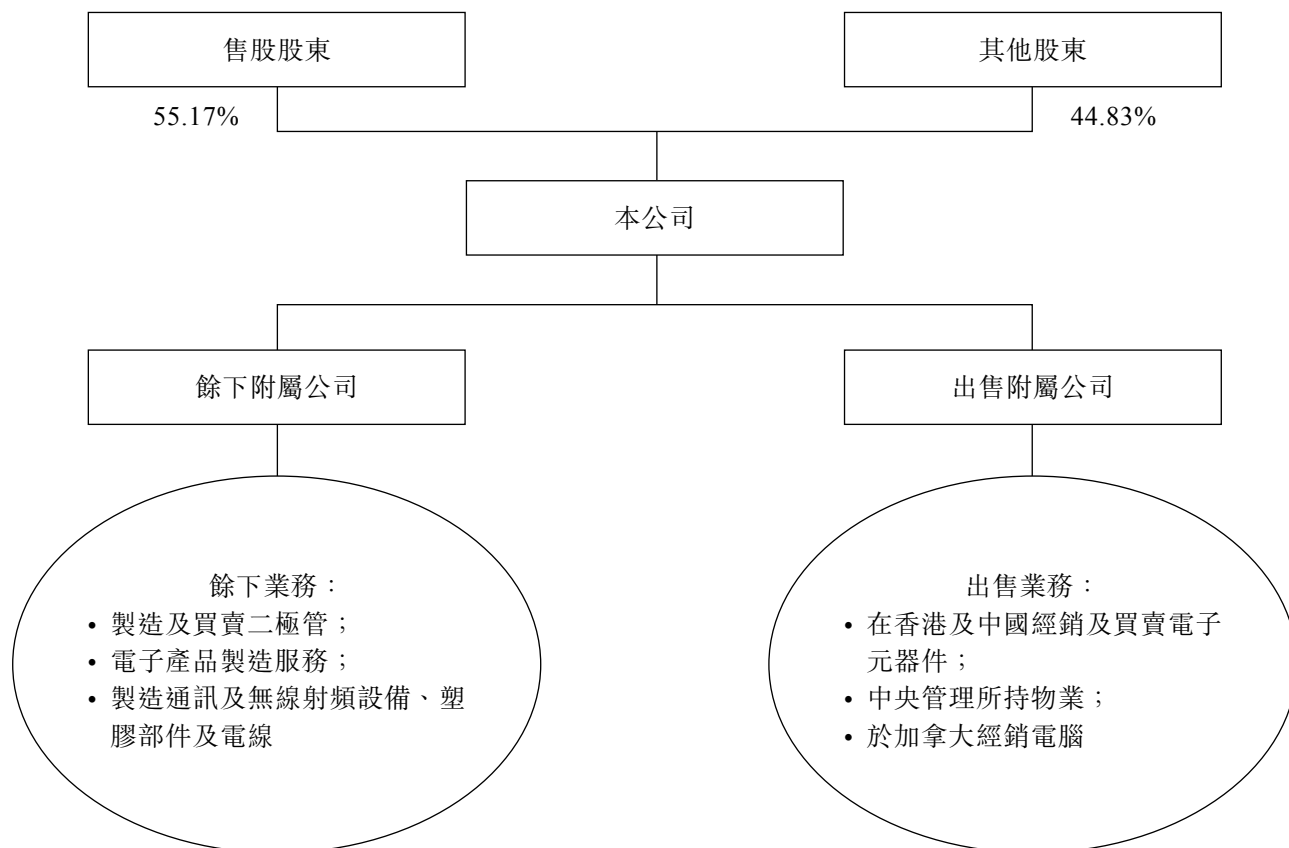 售股股東
其他股東
55.17%
44.83%
本公司
餘下附屬公司
出售附屬公司
餘下業務：
• 製造及買賣二極管；
• 電子產品製造服務；
• 製造通訊及無線射頻設備、塑
膠部件及電線
出售業務：
• 在香港及中國經銷及買賣電子
元器件；
• 中央管理所持物業；
• 於加拿大經銷電腦